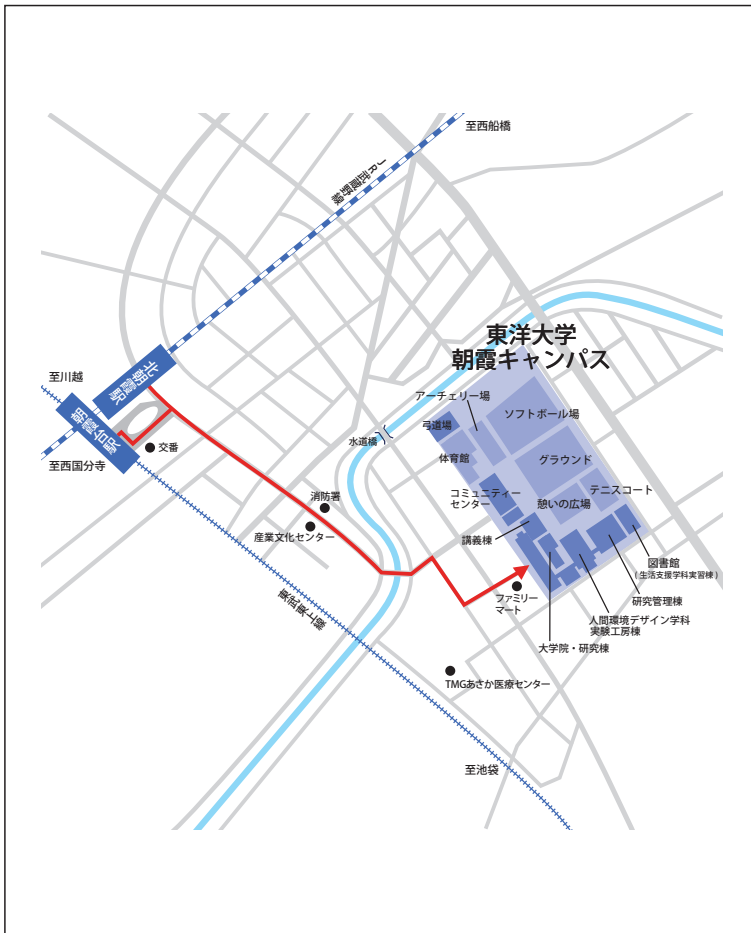 至西船橋
JR武蔵野線
東洋大学
朝霞キャンパス
至川越
北朝霞駅
朝霞台駅
アーチェリー場
ソフトボール場
弓道場
水道橋
交番
体育館
グラウンド
至西国分寺
コミュニティー
センター
テニスコート
消防署
憩いの広場
産業文化センター
講義棟
図書館
(生活支援学科実習棟)
ファミリー
マート
研究管理棟
東武東上線
人間環境デザイン学科
実験工房棟
大学院・研究棟
TMGあさか医療センター
至池袋